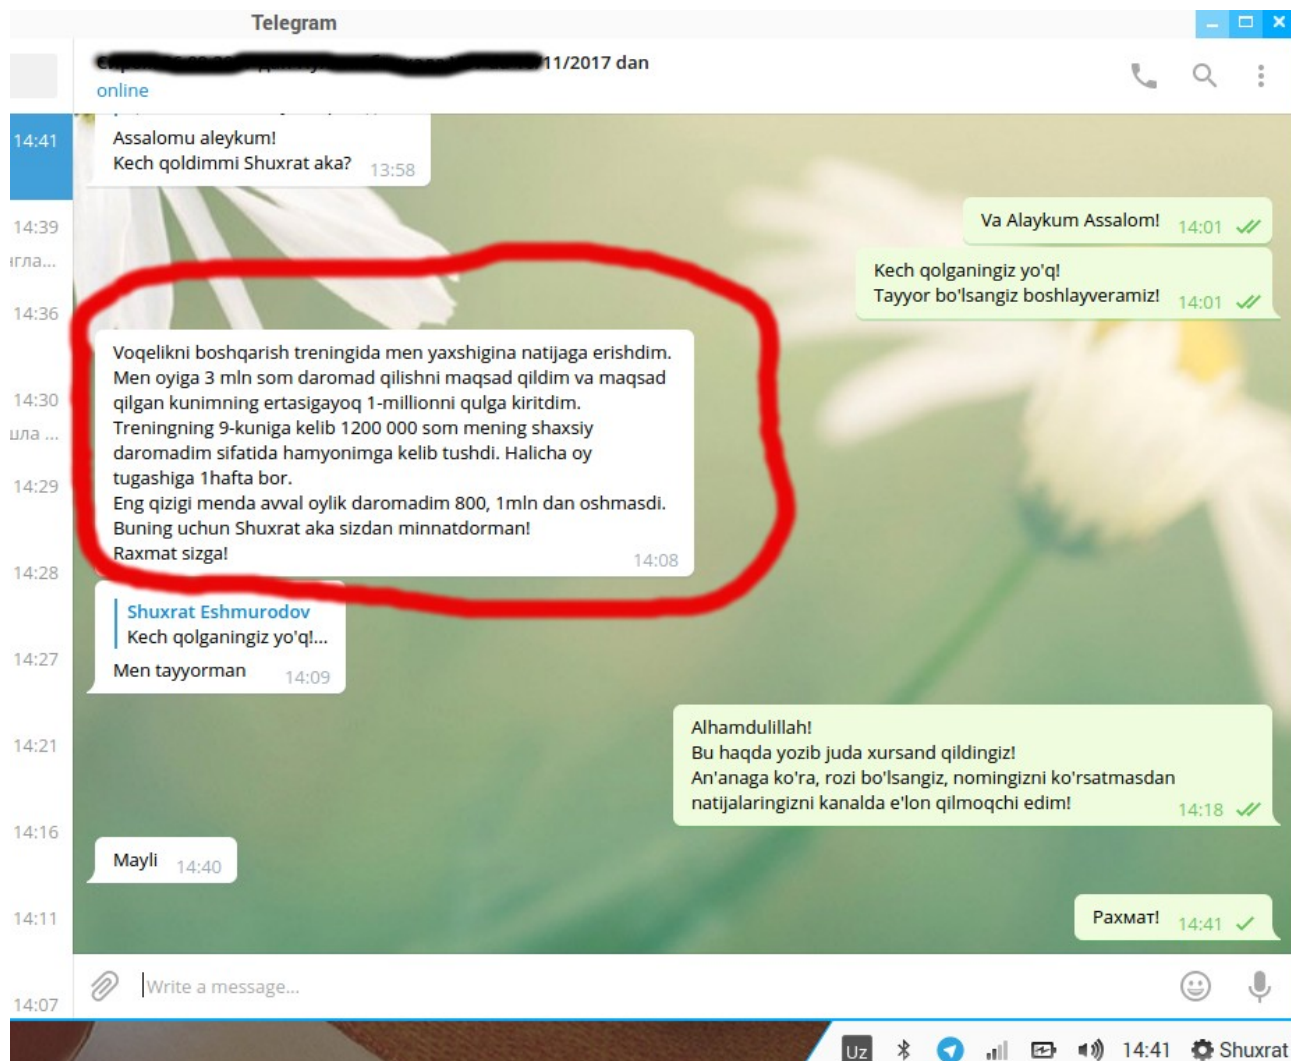 Telegram
11/2017 dan
online
14:41
Assalomu aleykum!
Kech qoldimmi Shuxrat aka? 13:58
14:39
Va Alaykum Assalom! 14:01
нгла...
Kech qolganingiz yo'q!
Tayyor bo'lsangiz boshlayveramiz! 14:01
14:36
Voqelikni boshqarish treningida men yaxshigina natijaga erishdim.
Men oyiga 3 mln som daromad qilishni maqsad qildim va maqsad
qilgan kunimning ertasigayoq 1-millionni qulga kiritdim.
Treningning 9-kuniga kelib 1200 000 som mening shaxsiy
daromadim sifatida hamyonimga kelib tushdi. Halicha oy
tugashiga 1hafta bor.
Eng qizigi menda avval oylik daromadim 800, 1mln dan oshmasdi.
Buning uchun Shuxrat aka sizdan minnatdorman!
Raxmat sizga! 14:08
14:30
шла ...
14:29
14:28
Shuxrat Eshmurodov
Kech qolganingiz yo'q!...
Men tayyorman 14:09
14:27
Alhamdulillah!
Bu haqda yozib juda xursand qildingiz!
An'anaga ko'ra, rozi bo'lsangiz, nomingizni ko'rsatmasdan
natijalaringizni kanalda e'lon qilmoqchi edim! 14:18
14:21
14:16
Mayli 14:40
14:11
Рахмат! 14:41
Write a message...
14:07
Uz 14:41 Shuxrat